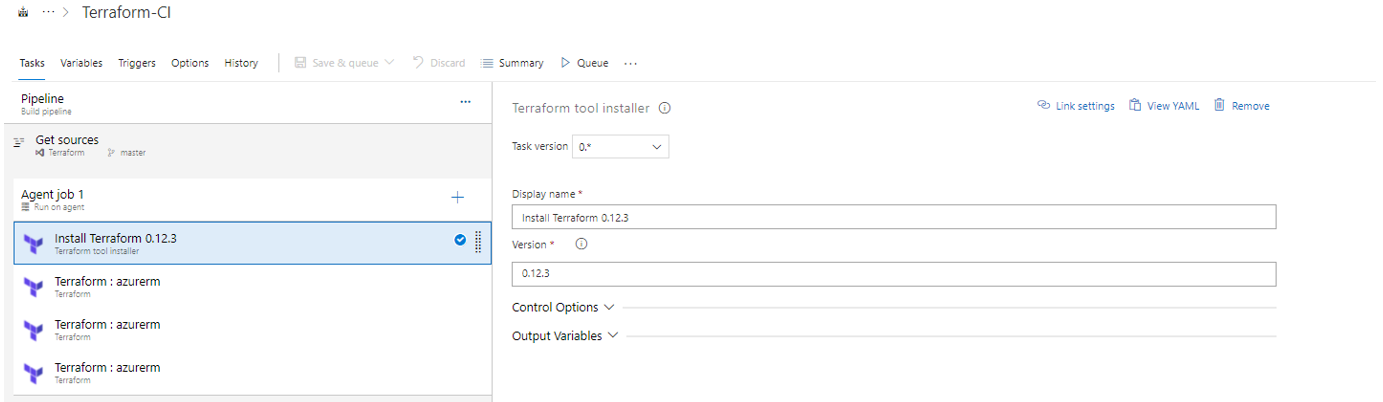 ··· > Terraform-CI
Tasks Variables Triggers Options History Save & queue Discard Summary Queue ···
Pipeline ···
Build pipeline
Get sources
Terraform master
Agent job 1
Run on agent
Install Terraform 0.12.3
Terraform tool installer
Terraform : azurerm
Terraform
Terraform : azurerm
Terraform
Terraform : azurerm
Terraform
Terraform tool installer
Link settings View YAML Remove
Task version 0.*
Display name *
Install Terraform 0.12.3
Version *
0.12.3
Control Options
Output Variables